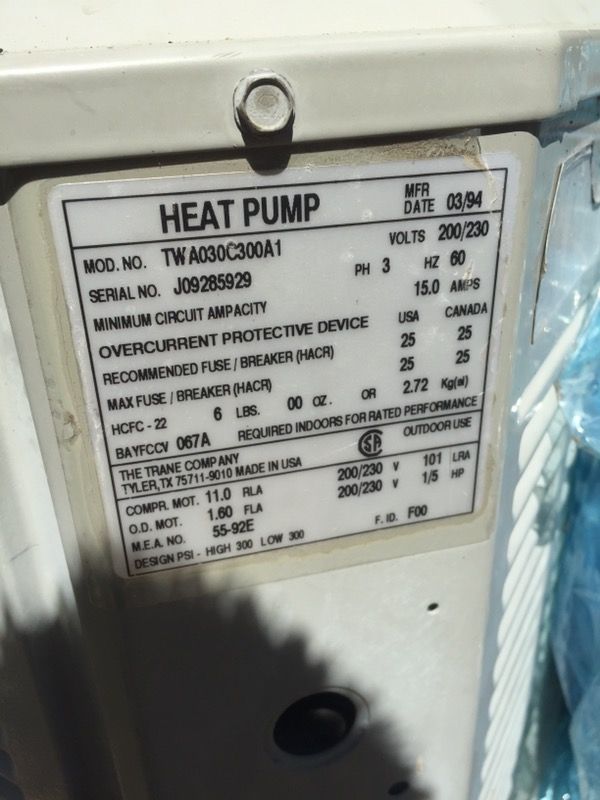 HEAT PUMP MFR DATE 03/94
MOD. NO. TWA030C300A1 VOLTS 200/230
SERIAL NO. J09285929 PH 3 HZ 60
MINIMUM CIRCUIT AMPACITY 15.0 AMPS
OVERCURRENT PROTECTIVE DEVICE USA CANADA
RECOMMENDED FUSE / BREAKER (HACR) 25 25
MAX FUSE / BREAKER (HACR) 25 25
HCFC - 22 6 LBS. 00 OZ. OR 2.72 Kg(al)
BAYFCCV 067A REQUIRED INDOORS FOR RATED PERFORMANCE
THE TRANE COMPANY SA OUTDOOR USE
TYLER, TX 75711-9010 MADE IN USA
COMPR. MOT. 11.0 RLA 200/230 V 101 LRA
O.D. MOT. 1.60 FLA 200/230 V 1/5 HP
M.E.A. NO. 55-92E
DESIGN PSI - HIGH 300 LOW 300 F. ID. F00